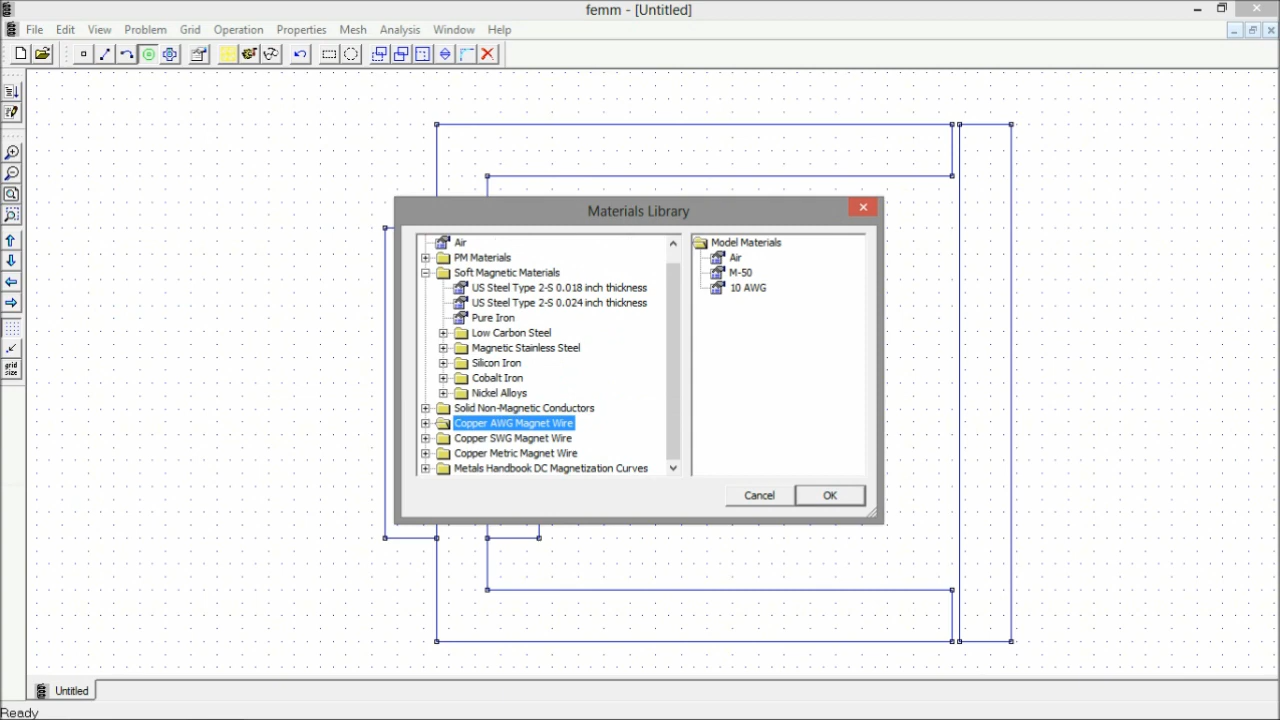 femm - [Untitled]
File Edit View Problem Grid Operation Properties Mesh Analysis Window Help
grid size
Materials Library
Air
PM Materials
Soft Magnetic Materials
US Steel Type 2-S 0.018 inch thickness
US Steel Type 2-S 0.024 inch thickness
Pure Iron
Low Carbon Steel
Magnetic Stainless Steel
Silicon Iron
Cobalt Iron
Nickel Alloys
Solid Non-Magnetic Conductors
Copper AWG Magnet Wire
Copper SWG Magnet Wire
Copper Metric Magnet Wire
Metals Handbook DC Magnetization Curves
Model Materials
Air
M-50
10 AWG
Cancel OK
Untitled
Ready